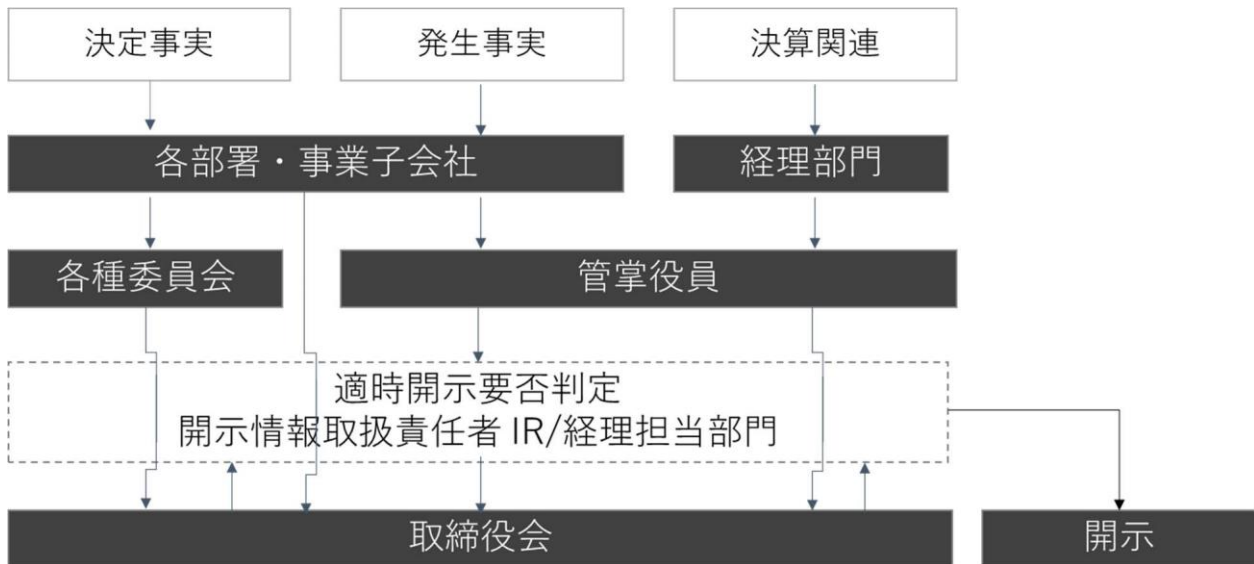 決定事実
発生事実
決算関連
各部署・事業子会社
経理部門
各種委員会
管掌役員
適時開示要否判定
開示情報取扱責任者 IR/経理担当部門
取締役会
開示